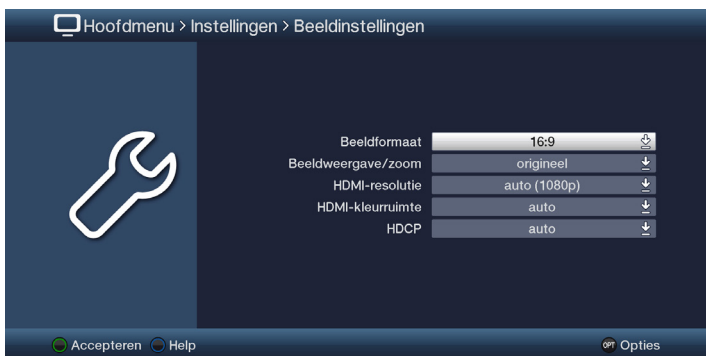 Hoofdmenu > Instellingen > Beeldinstellingen
Beeldformaat 16:9
Beeldweergave/zoom origineel
HDMI-resolutie auto (1080p)
HDMI-kleurruimte auto
HDCP auto
Accepteren Help OPT Opties